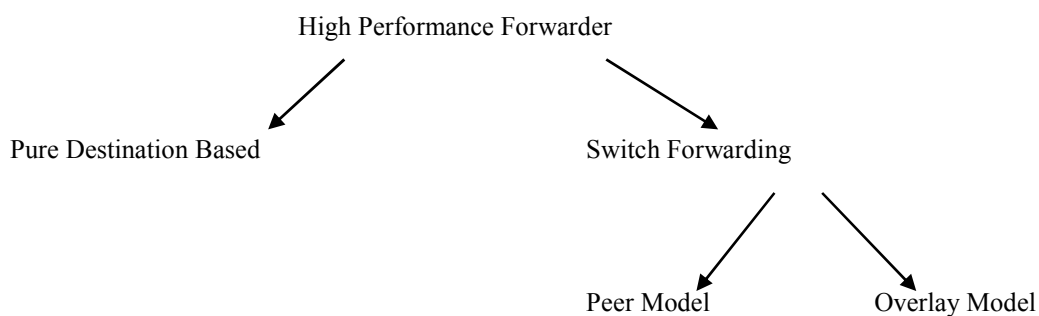 High Performance Forwarder
Pure Destination Based
Switch Forwarding
Peer Model
Overlay Model